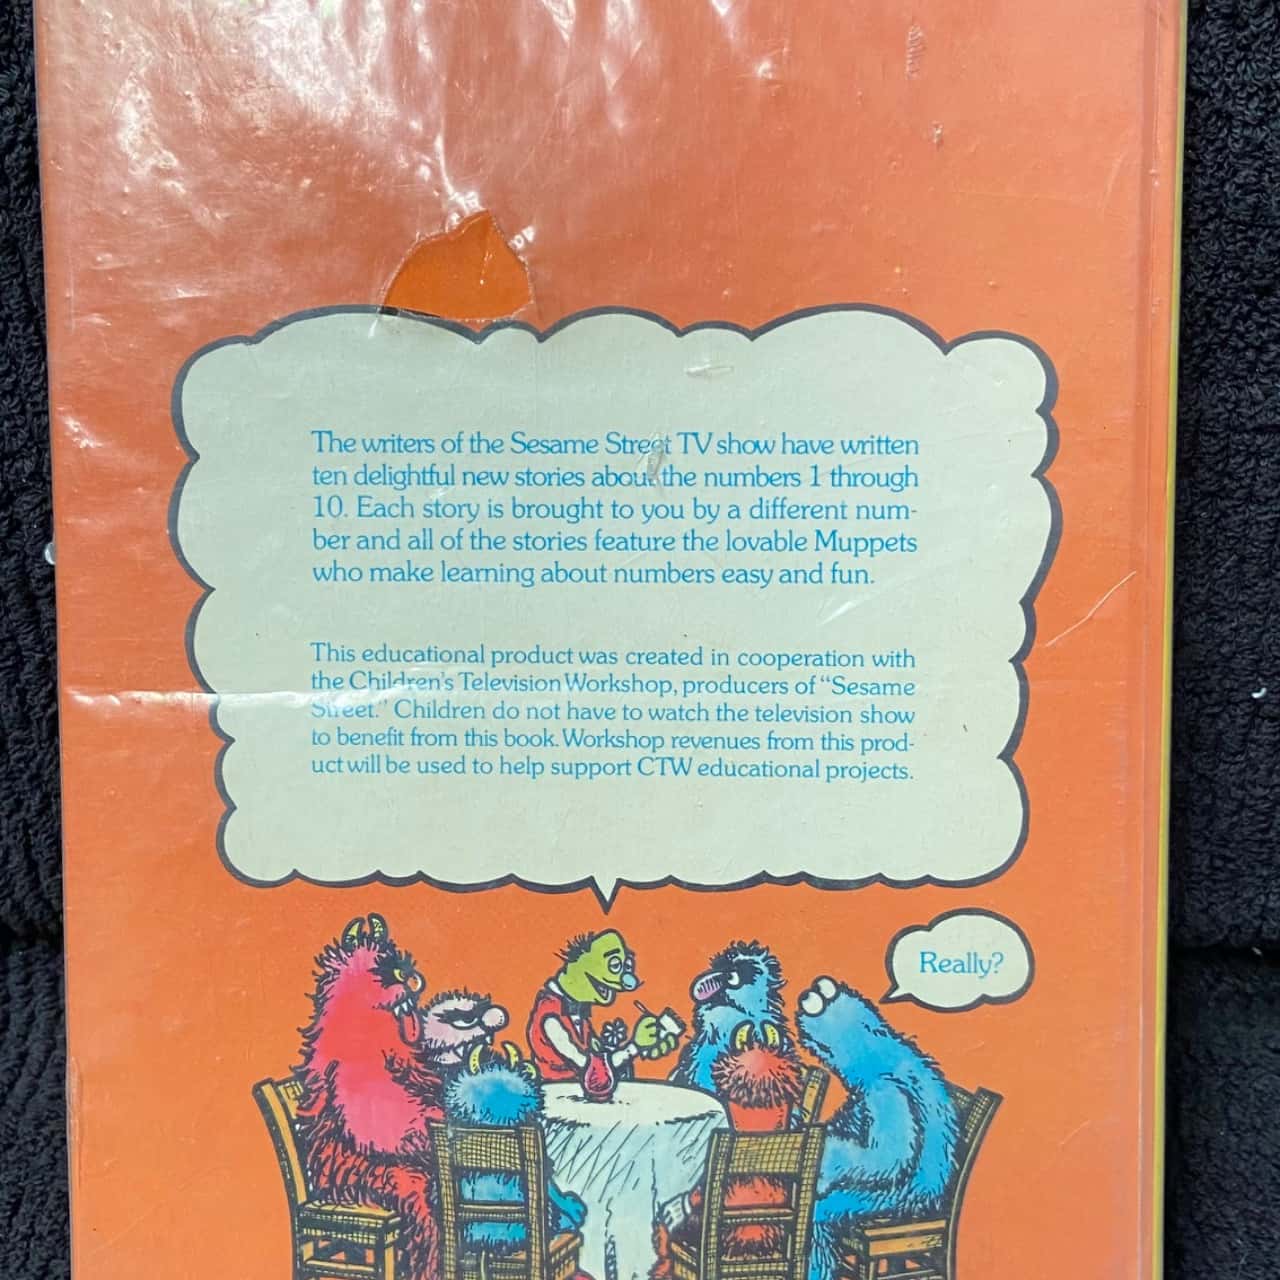 The writers of the Sesame Street TV show have written
ten delightful new stories about the numbers 1 through
10. Each story is brought to you by a different num-
ber and all of the stories feature the lovable Muppets
who make learning about numbers easy and fun.
This educational product was created in cooperation with
the Children's Television Workshop, producers of "Sesame
Street." Children do not have to watch the television show
to benefit from this book. Workshop revenues from this prod-
uct will be used to help support CTW educational projects.
Really?